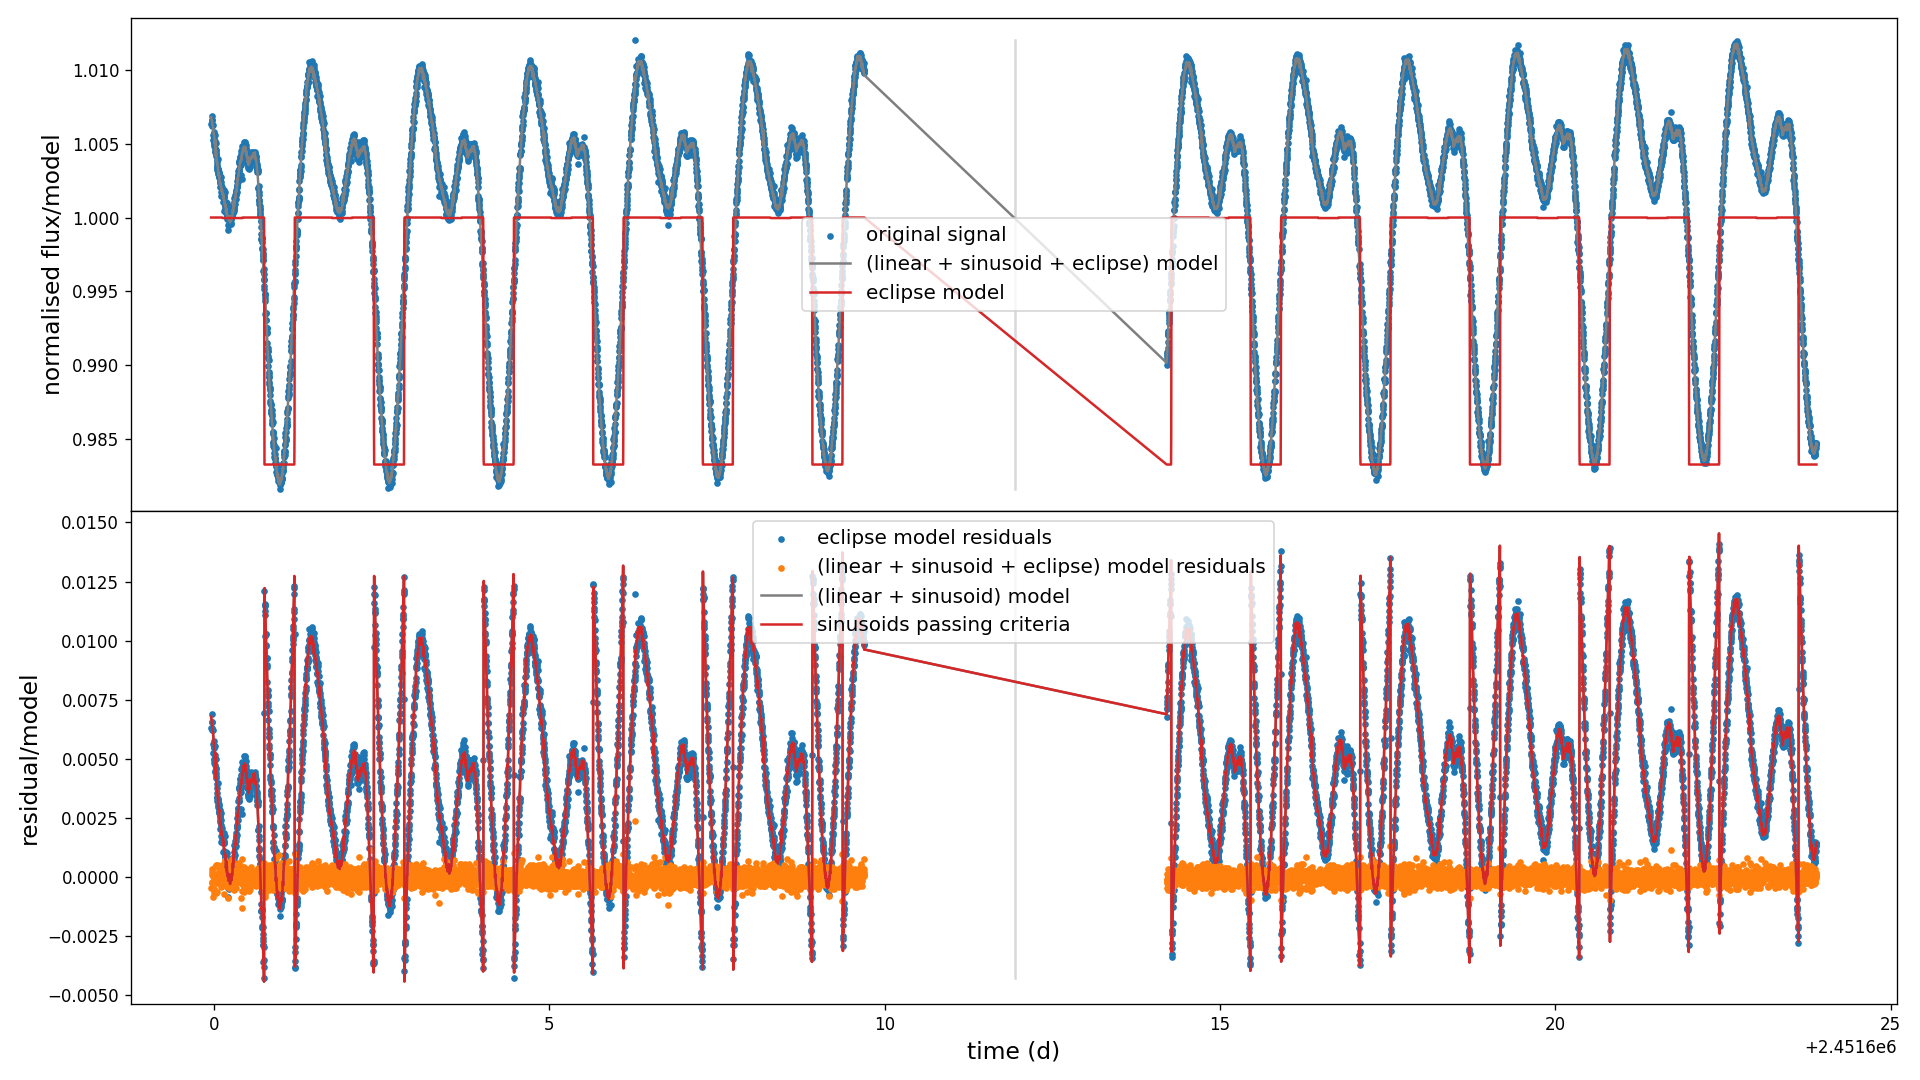 normalised flux/model
1.010
1.005
1.000
0.995
0.990
0.985
original signal
(linear + sinusoid + eclipse) model
eclipse model
residual/model
0.0150
0.0125
0.0100
0.0075
0.0050
0.0025
0.0000
−0.0025
−0.0050
eclipse model residuals
(linear + sinusoid + eclipse) model residuals
(linear + sinusoid) model
sinusoids passing criteria
0 5 10 15 20 25
time (d)
+2.4516e6